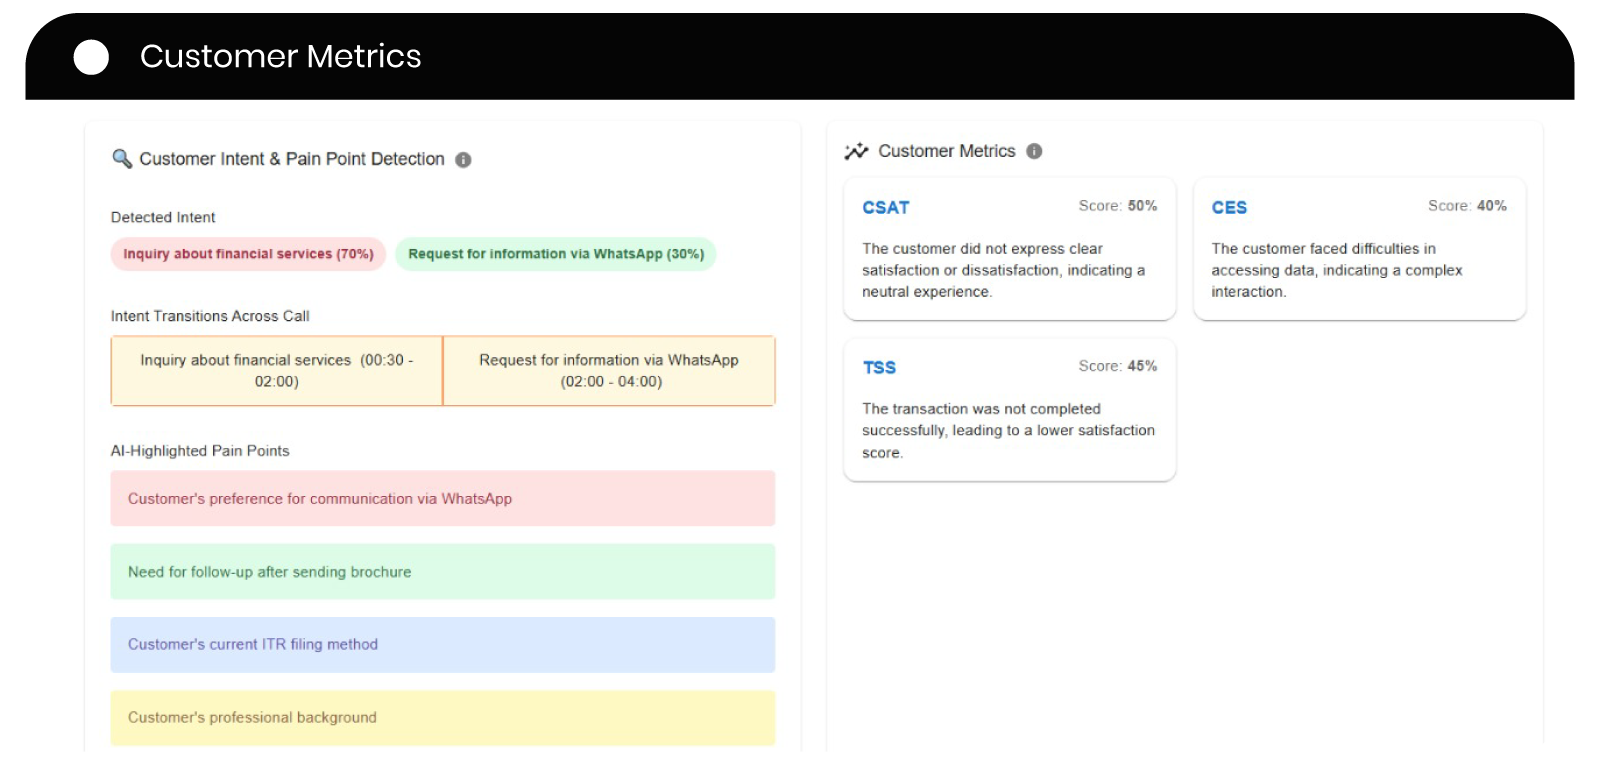 Customer Metrics
Customer Intent & Pain Point Detection
Detected Intent
Inquiry about financial services (70%)
Request for information via WhatsApp (30%)
Intent Transitions Across Call
Inquiry about financial services (00:30 -
02:00)
Request for information via WhatsApp
(02:00 - 04:00)
AI-Highlighted Pain Points
Customer's preference for communication via WhatsApp
Need for follow-up after sending brochure
Customer's current ITR filing method
Customer's professional background
Customer Metrics
CSAT
Score: 50%
The customer did not express clear
satisfaction or dissatisfaction, indicating a
neutral experience.
CES
Score: 40%
The customer faced difficulties in
accessing data, indicating a complex
interaction.
TSS
Score: 45%
The transaction was not completed
successfully, leading to a lower satisfaction
score.